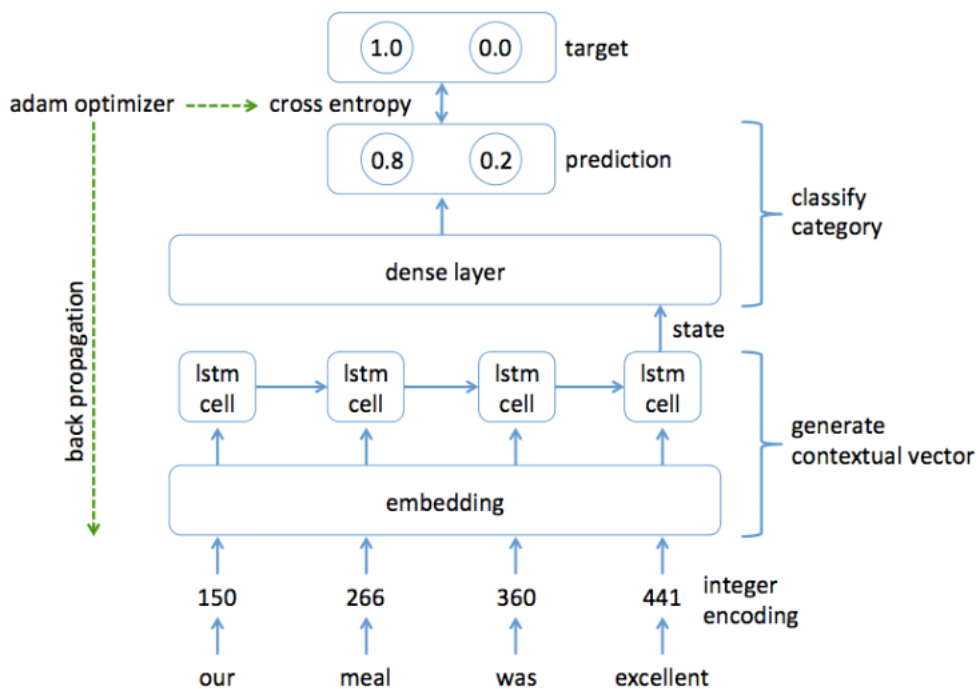 1.0 0.0 target
adam optimizer cross entropy
0.8 0.2 prediction
classify
category
dense layer
state
back propagation
lstm
cell
lstm
cell
lstm
cell
lstm
cell
generate
contextual vector
embedding
150 266 360 441 integer
encoding
our meal was excellent